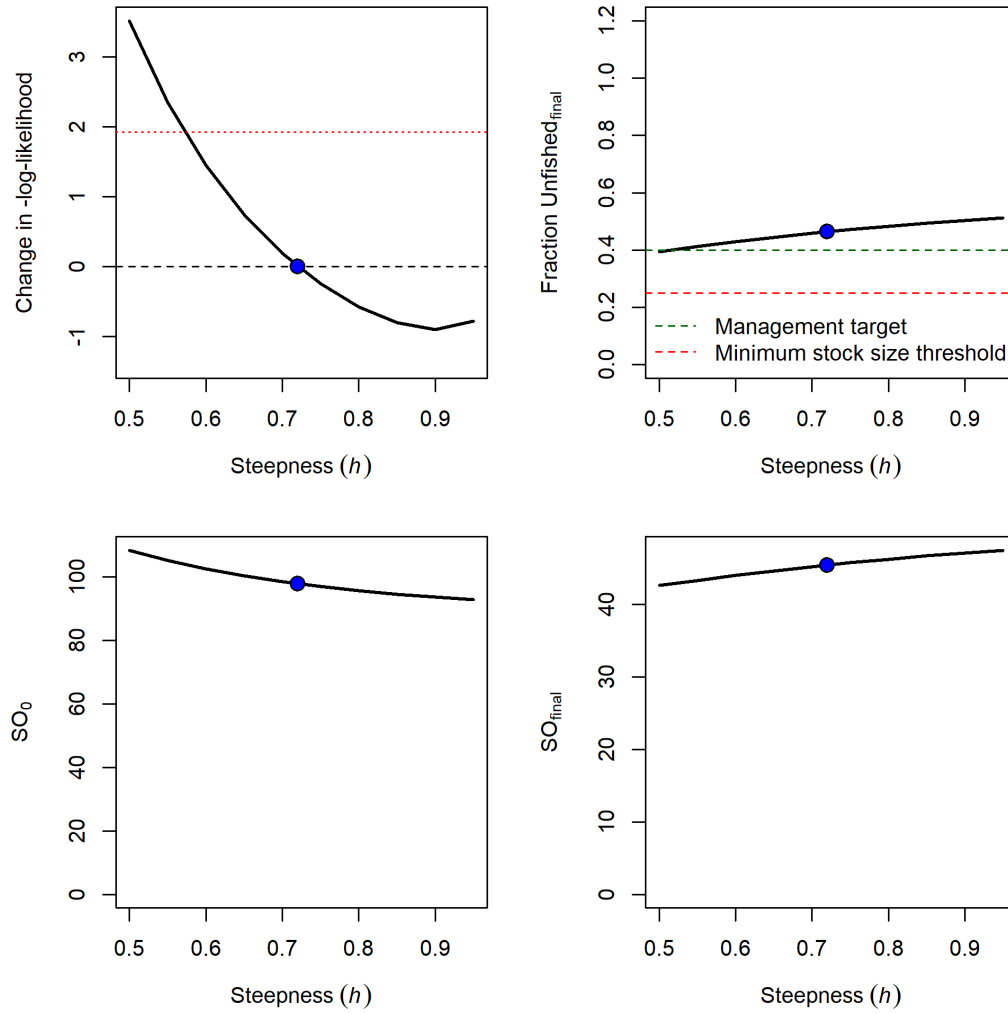 Change in -log-likelihood
3
2
1
0
-1
0.5 0.6 0.7 0.8 0.9
Steepness (h)
Fraction Unfished final
1.2
1.0
0.8
0.6
0.4
0.2
0.0
Management target
Minimum stock size threshold
0.5 0.6 0.7 0.8 0.9
Steepness (h)
SO0
100
80
60
40
20
0
0.5 0.6 0.7 0.8 0.9
Steepness (h)
SOfinal
40
30
20
10
0
0.5 0.6 0.7 0.8 0.9
Steepness (h)